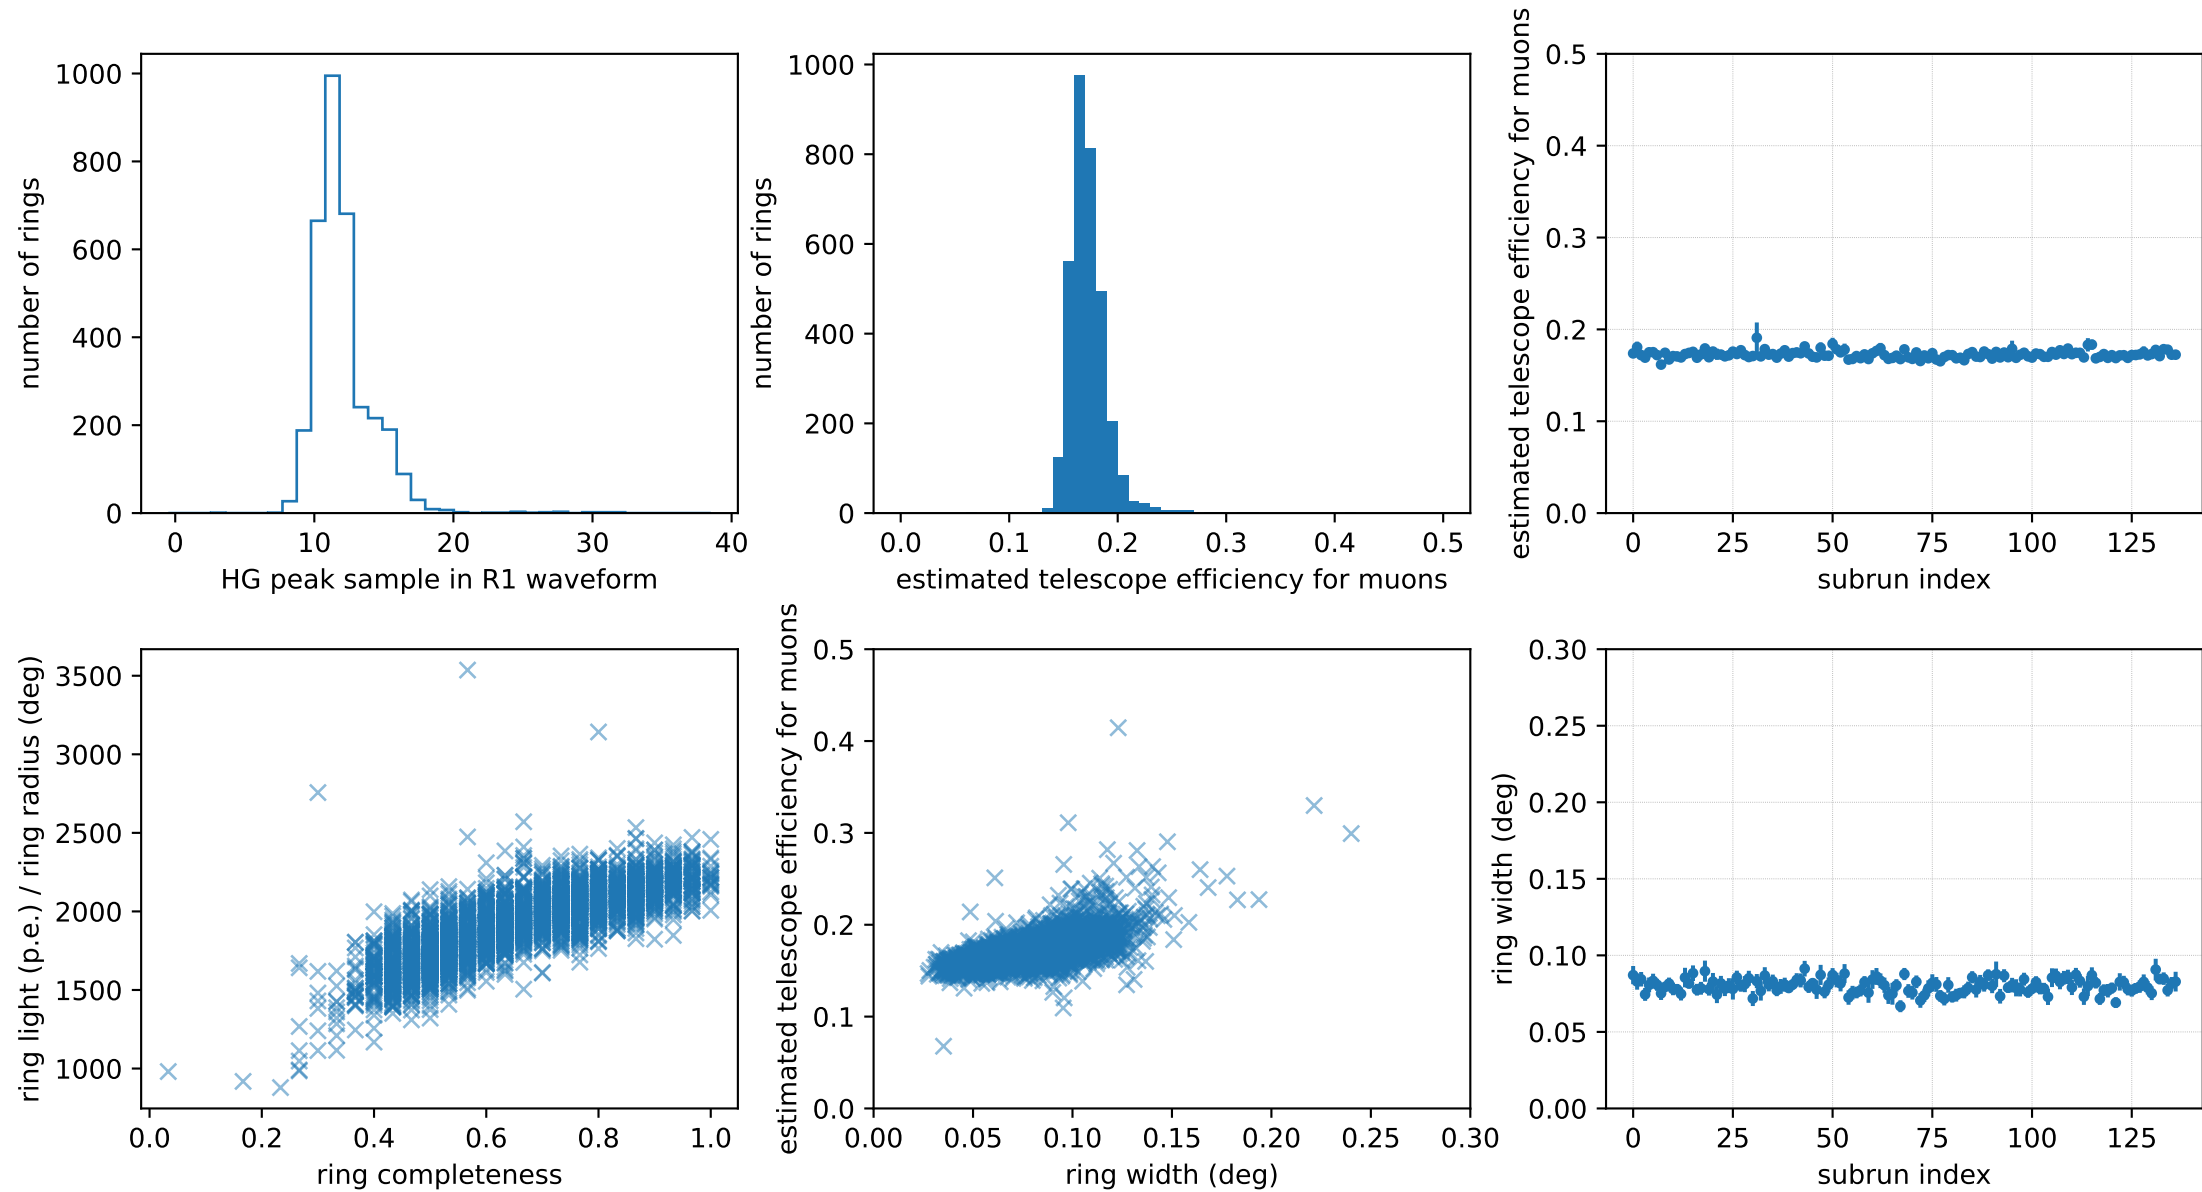 number of rings
1000
800
600
400
200
0
0 10 20 30 40
HG peak sample in R1 waveform
number of rings
1000
800
600
400
200
0
0.0 0.1 0.2 0.3 0.4 0.5
estimated telescope efficiency for muons
estimated telescope efficiency for muons
0.5
0.4
0.3
0.2
0.1
0.0
0 25 50 75 100 125
subrun index
ring light (p.e.) / ring radius (deg)
3500
3000
2500
2000
1500
1000
0.0 0.2 0.4 0.6 0.8 1.0
ring completeness
estimated telescope efficiency for muons
0.5
0.4
0.3
0.2
0.1
0.0
0.00 0.05 0.10 0.15 0.20 0.25 0.30
ring width (deg)
ring width (deg)
0.30
0.25
0.20
0.15
0.10
0.05
0.00
0 25 50 75 100 125
subrun index